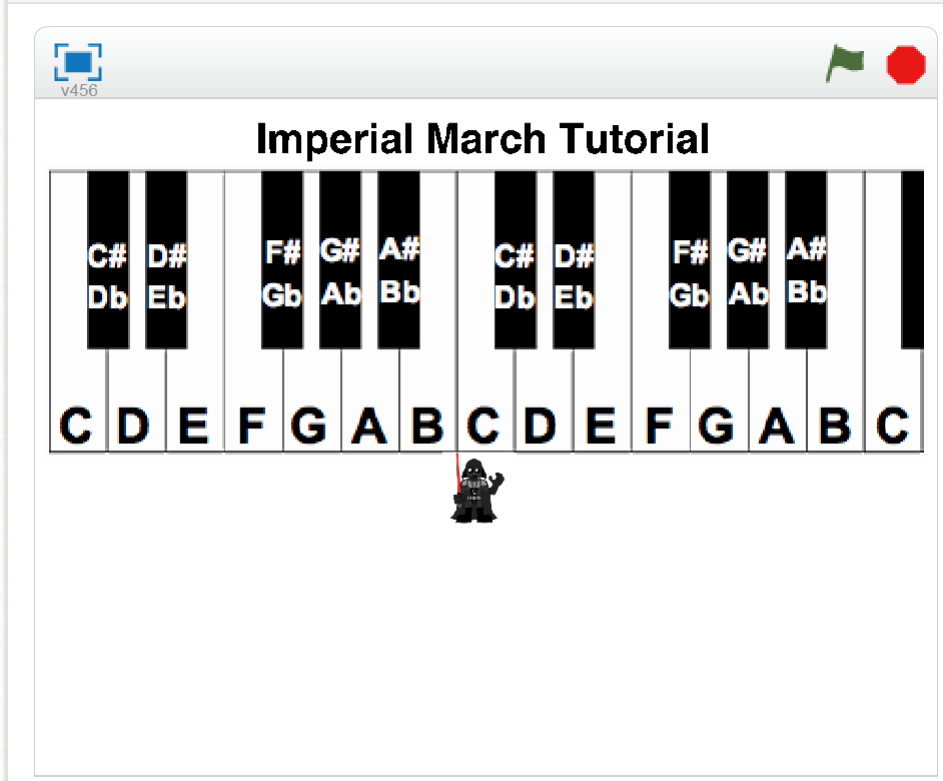 v456
Imperial March Tutorial
C# D# F# G# A# C# D# F# G# A#
Db Eb Gb Ab Bb Db Eb Gb Ab Bb
C D E F G A B C D E F G A B C